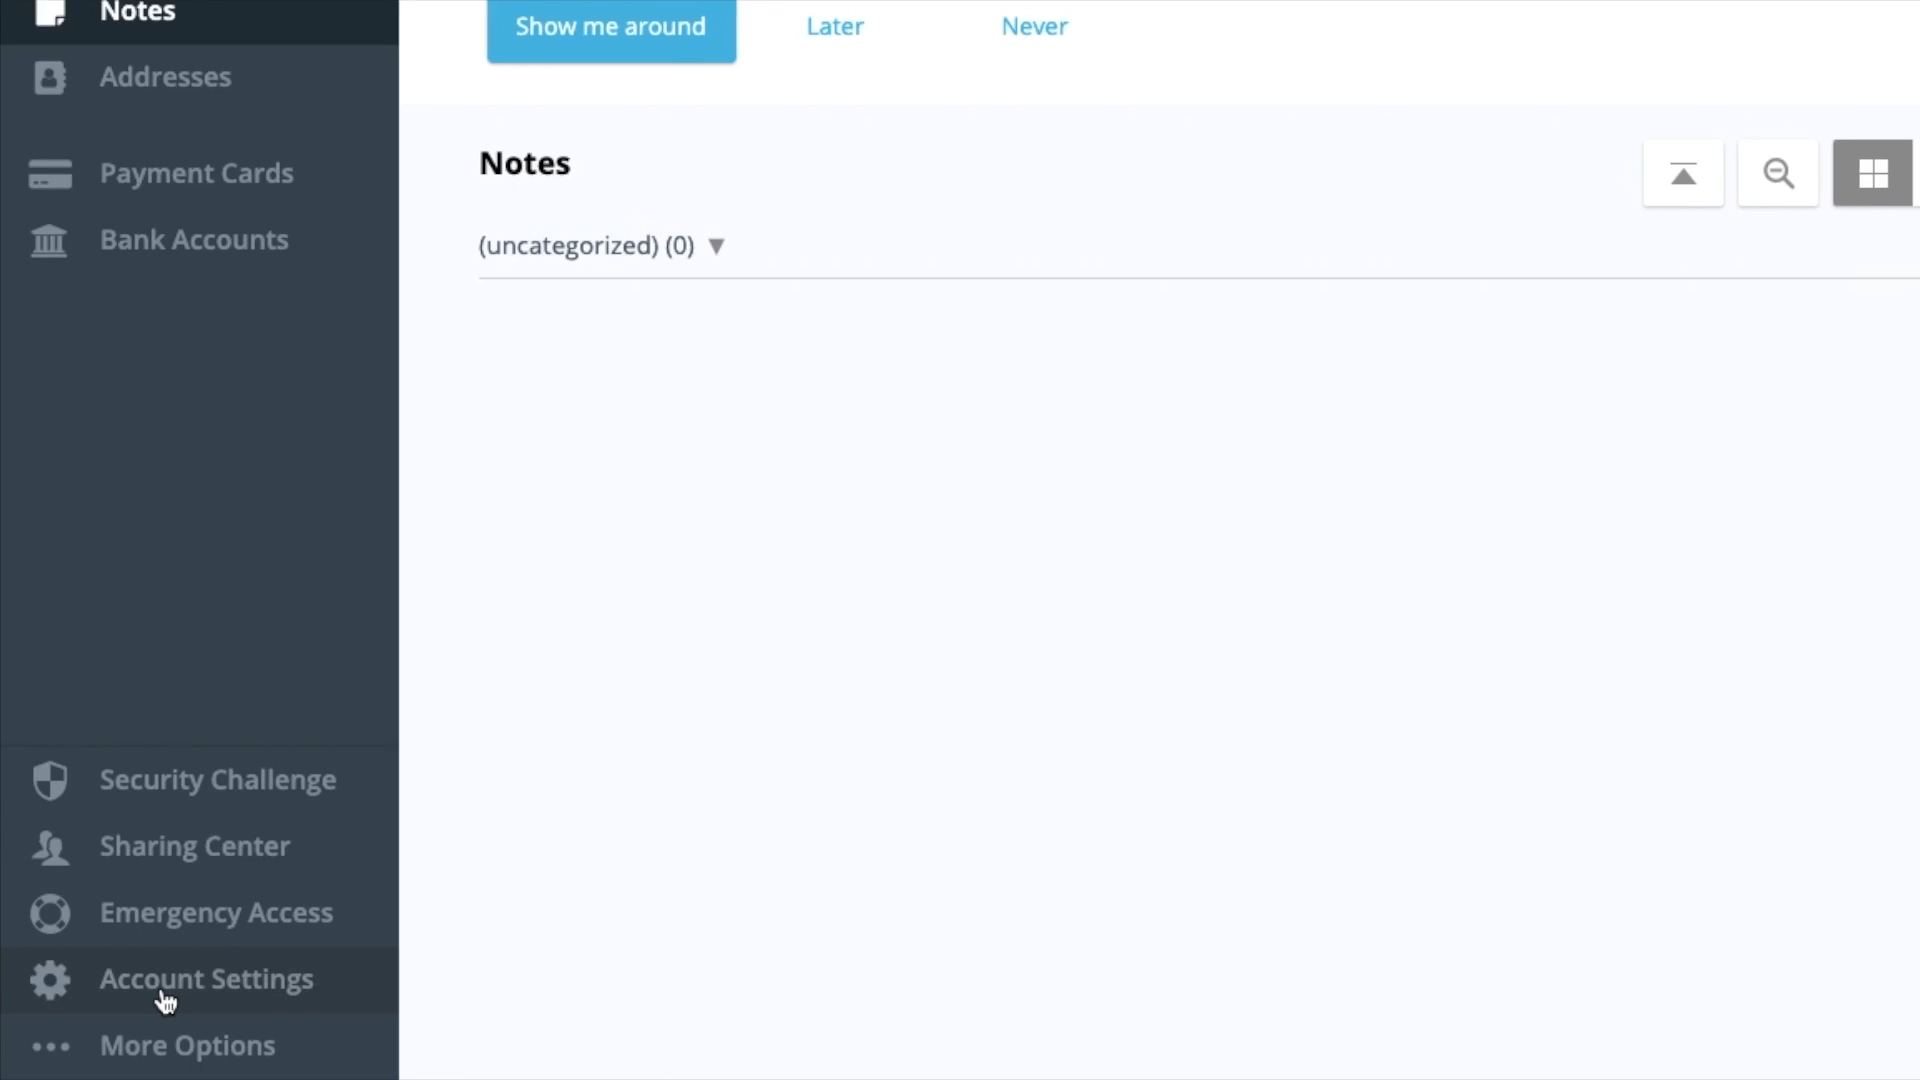 Notes
Addresses
Payment Cards
Bank Accounts
Security Challenge
Sharing Center
Emergency Access
Account Settings
More Options
Show me around
Later
Never
Notes
(uncategorized) (0)